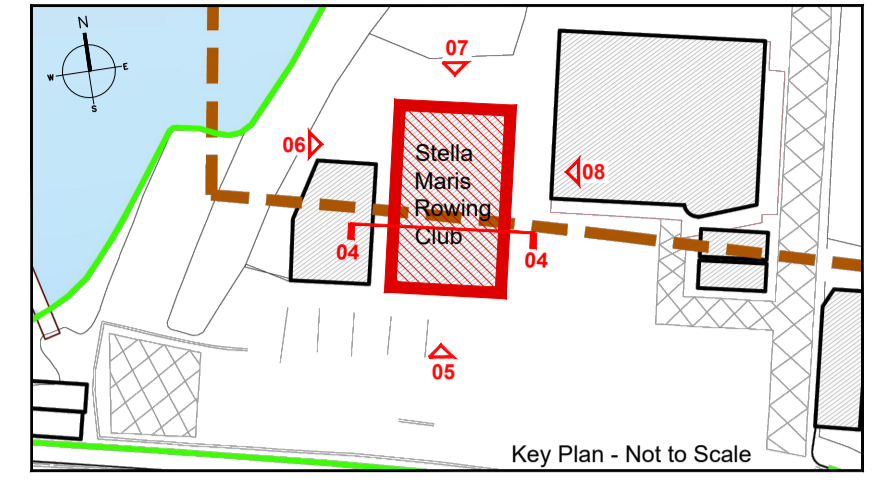 N
W E
S
07
06
08
Stella
Maris
Rowing
Club
04
04
05
Key Plan - Not to Scale